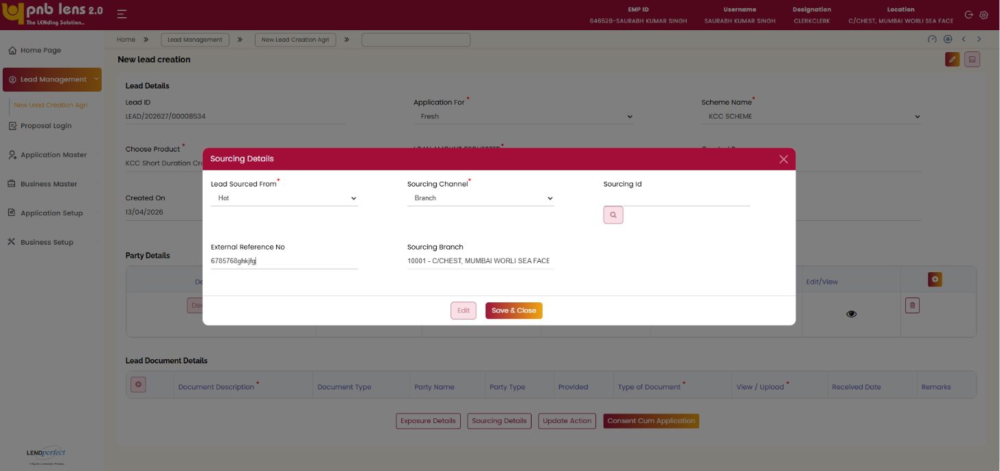 pnb lens 2.0
The LENding Solution..
EMP ID
646528-SAURABH KUMAR SINGH
Username
SAURABH KUMAR SINGH
Designation
CLERKCLERK
Location
C/CHEST, MUMBAI WORLI SEA FACE
Home » Lead Management » New Lead Creation Agri »
Home Page
Lead Management
New Lead Creation Agri
Proposal Login
Application Master
Business Master
Application Setup
Business Setup
New lead creation
Lead Details
Lead ID
LEAD/202627/00008534
Application For *
Fresh
Scheme Name *
KCC SCHEME
Choose Product *
KCC Short Duration Cr
Created On
13/04/2026
Sourcing Details
Lead Sourced From *
Hot
Sourcing Channel *
Branch
Sourcing Id
External Reference No
6785768ghkjfg
Sourcing Branch
10001 - C/CHEST, MUMBAI WORLI SEA FACE
Edit
Save & Close
Party Details
Edit/View
Lead Document Details
Document Description *
Document Type
Party Name
Party Type
Provided
Type of Document *
View / Upload *
Received Date
Remarks
Exposure Details
Sourcing Details
Update Action
Consent Cum Application
LENDperfect